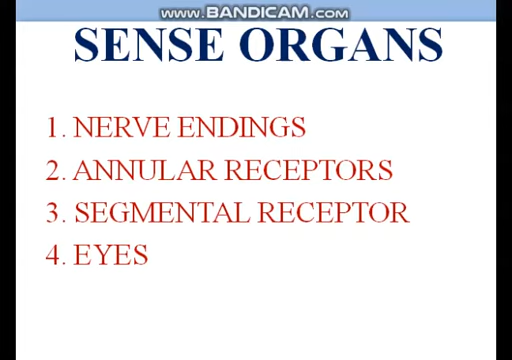 www.BANDICAM.com
SENSE ORGANS
1. NERVE ENDINGS
2. ANNULAR RECEPTORS
3. SEGMENTAL RECEPTOR
4. EYES